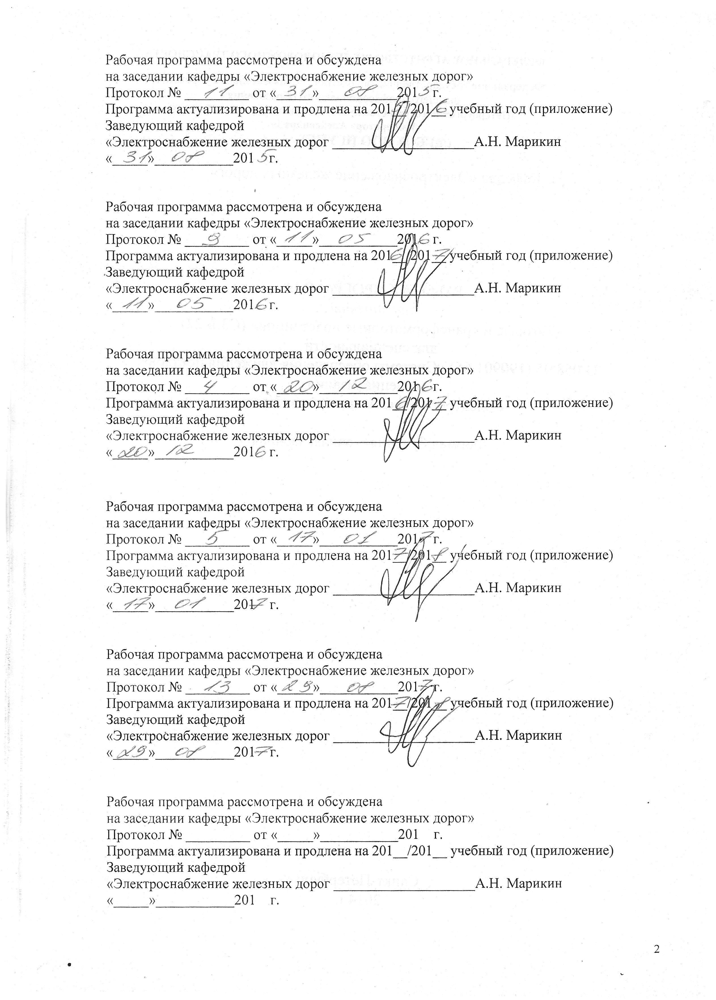 Рабочая программа рассмотрена и обсуждена
на заседании кафедры «Электроснабжение железных дорог»
Протокол № 11 от «31» 08 2015 г.
Программа актуализирована и продлена на 2015/2016 учебный год (приложение)
Заведующий кафедрой
«Электроснабжение железных дорог ____________________А.Н. Марикин
«31» 08 2015 г.
Рабочая программа рассмотрена и обсуждена
на заседании кафедры «Электроснабжение железных дорог»
Протокол № 9 от «11» 05 2016 г.
Программа актуализирована и продлена на 2016/2017 учебный год (приложение)
Заведующий кафедрой
«Электроснабжение железных дорог ____________________А.Н. Марикин
«11» 05 2016 г.
Рабочая программа рассмотрена и обсуждена
на заседании кафедры «Электроснабжение железных дорог»
Протокол № 4 от «20» 12 2016 г.
Программа актуализирована и продлена на 2016/2017 учебный год (приложение)
Заведующий кафедрой
«Электроснабжение железных дорог ____________________А.Н. Марикин
«20» 12 2016 г.
Рабочая программа рассмотрена и обсуждена
на заседании кафедры «Электроснабжение железных дорог»
Протокол № 5 от «17» 01 2017 г.
Программа актуализирована и продлена на 2017/2018 учебный год (приложение)
Заведующий кафедрой
«Электроснабжение железных дорог ____________________А.Н. Марикин
«17» 01 2017 г.
Рабочая программа рассмотрена и обсуждена
на заседании кафедры «Электроснабжение железных дорог»
Протокол № 13 от «29» 08 2017 г.
Программа актуализирована и продлена на 2017/2018 учебный год (приложение)
Заведующий кафедрой
«Электроснабжение железных дорог ____________________А.Н. Марикин
«29» 08 2017 г.
Рабочая программа рассмотрена и обсуждена
на заседании кафедры «Электроснабжение железных дорог»
Протокол № _________ от «_____»___________201 г.
Программа актуализирована и продлена на 201__/201__ учебный год (приложение)
Заведующий кафедрой
«Электроснабжение железных дорог ____________________А.Н. Марикин
«_____»___________201 г.
2